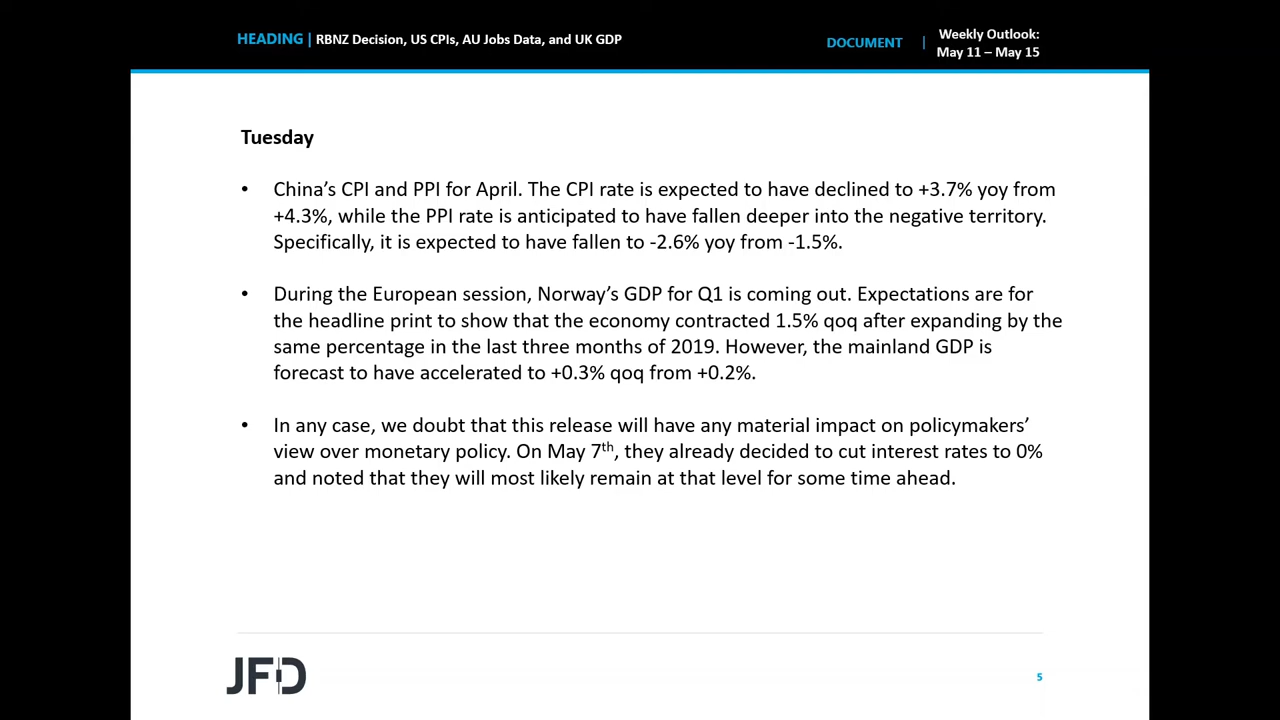 HEADING | RBNZ Decision, US CPIs, AU Jobs Data, and UK GDP
DOCUMENT | Weekly Outlook:
May 11 – May 15
Tuesday
• China’s CPI and PPI for April. The CPI rate is expected to have declined to +3.7% yoy from
+4.3%, while the PPI rate is anticipated to have fallen deeper into the negative territory.
Specifically, it is expected to have fallen to -2.6% yoy from -1.5%.
• During the European session, Norway’s GDP for Q1 is coming out. Expectations are for
the headline print to show that the economy contracted 1.5% qoq after expanding by the
same percentage in the last three months of 2019. However, the mainland GDP is
forecast to have accelerated to +0.3% qoq from +0.2%.
• In any case, we doubt that this release will have any material impact on policymakers’
view over monetary policy. On May 7th, they already decided to cut interest rates to 0%
and noted that they will most likely remain at that level for some time ahead.
JFD
5